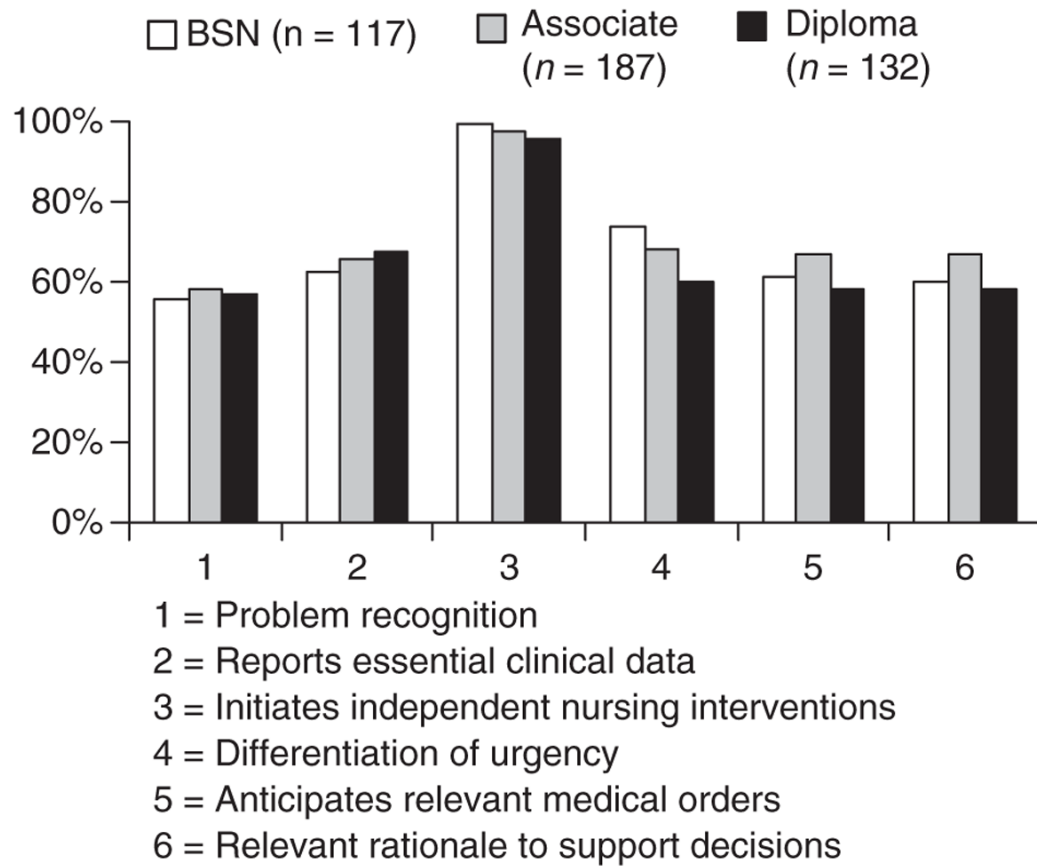 BSN (n = 117)
Associate
(n = 187)
Diploma
(n = 132)
100%
80%
60%
40%
20%
0%
1 2 3 4 5 6
1 = Problem recognition
2 = Reports essential clinical data
3 = Initiates independent nursing interventions
4 = Differentiation of urgency
5 = Anticipates relevant medical orders
6 = Relevant rationale to support decisions